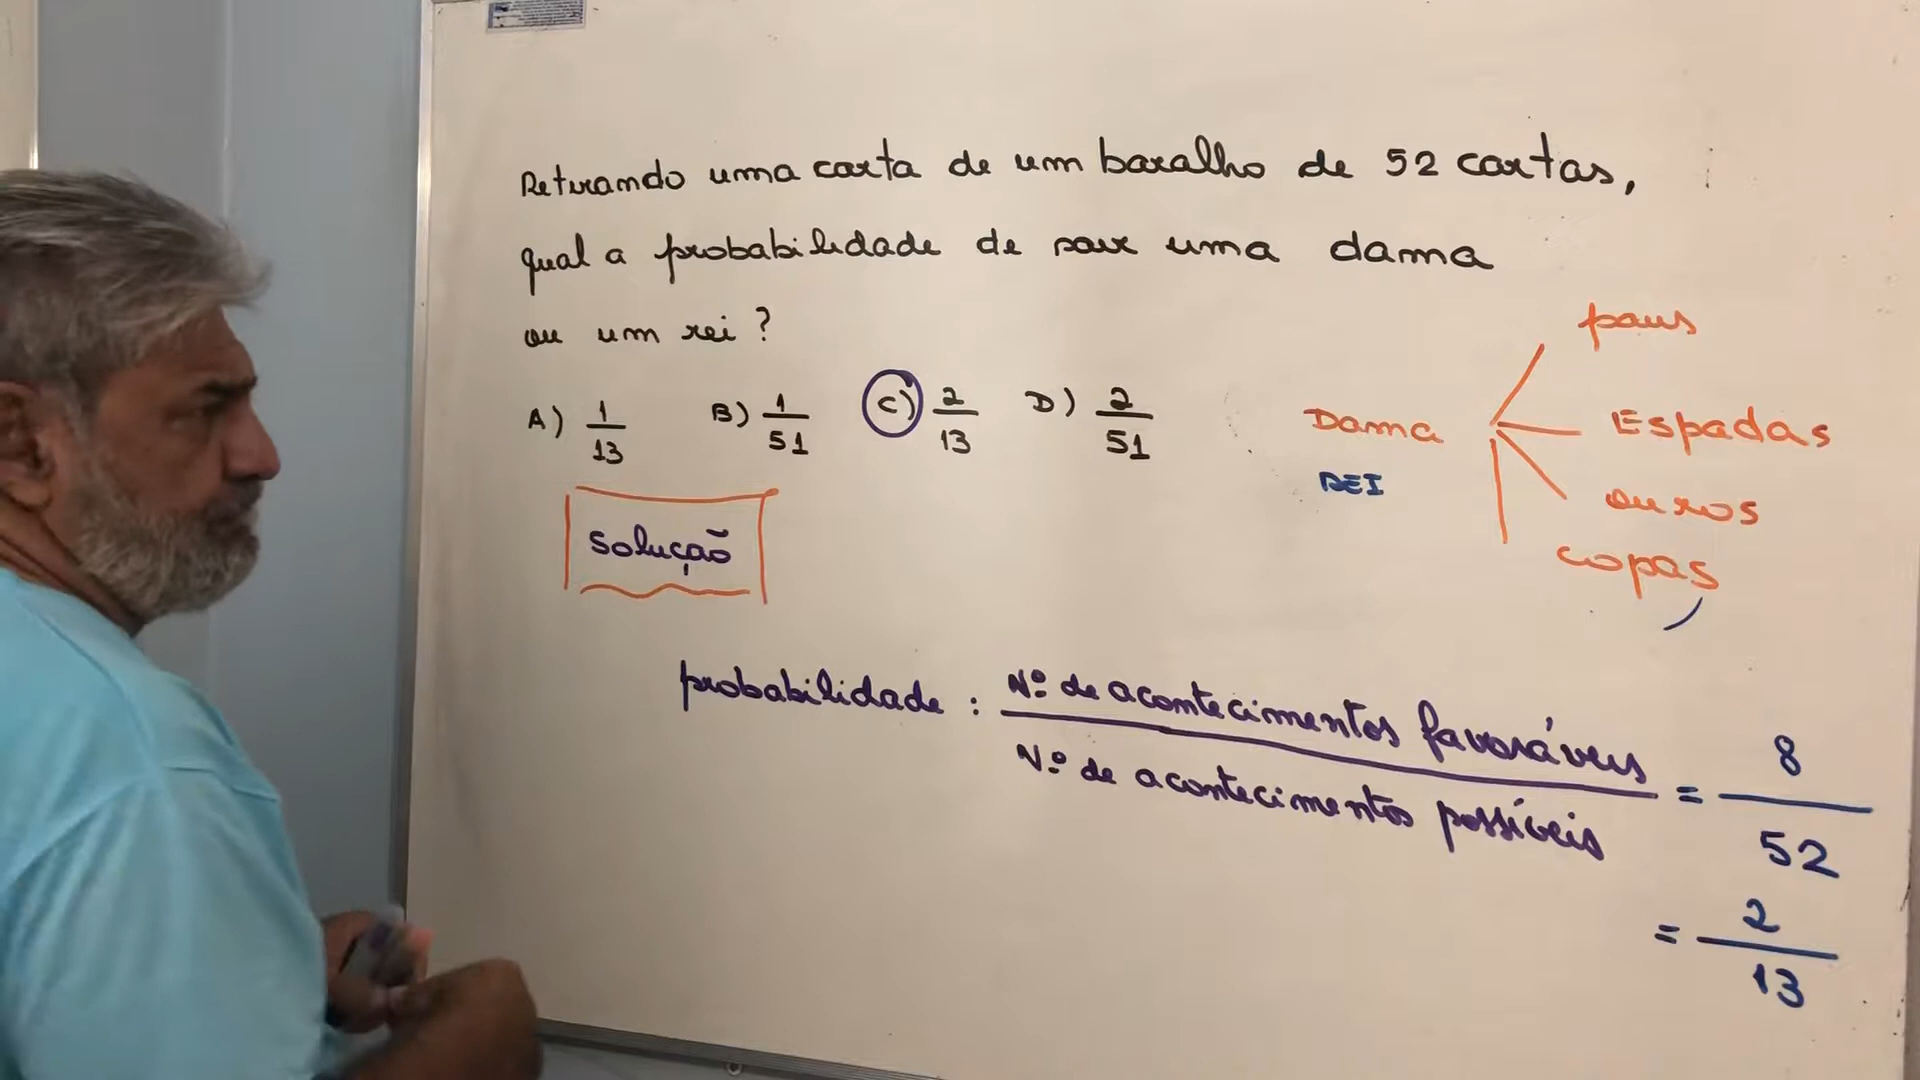 Retirando uma carta de um baralho de 52 cartas,
qual a probabilidade de sair uma dama
ou um rei?
A) 1/13 B) 1/51 C) 2/13 D) 2/51
Solução
paus
Dama Espadas
REI
ouros
copas
probabilidade : Nº de acontecimentos favoráveis / Nº de acontecimentos possíveis = 8/52
= 2/13